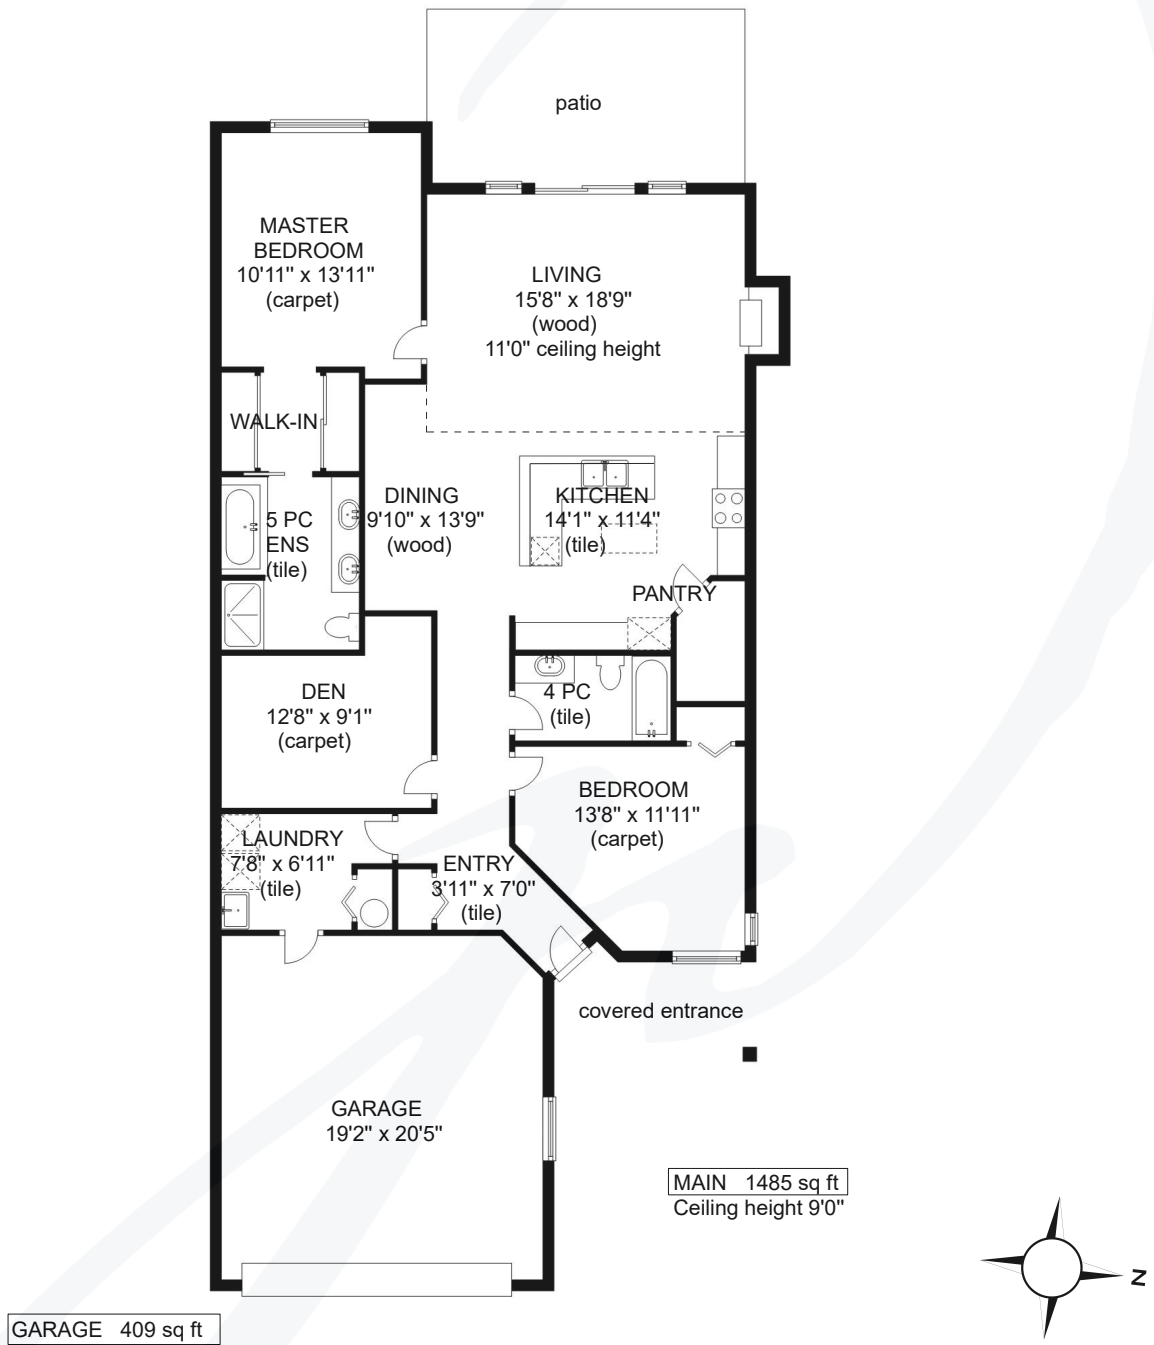 patio
MASTER
BEDROOM
10'11" x 13'11"
(carpet)
LIVING
15'8" x 18'9"
(wood)
11'0" ceiling height
WALK-IN
DINING
9'10" x 13'9"
(wood)
KITCHEN
14'1" x 11'4"
(tile)
5 PC
ENS
(tile)
PANTRY
DEN
12'8" x 9'1"
(carpet)
4 PC
(tile)
BEDROOM
13'8" x 11'11"
(carpet)
LAUNDRY
7'8" x 6'11"
(tile)
ENTRY
3'11" x 7'0"
(tile)
covered entrance
GARAGE
19'2" x 20'5"
MAIN 1485 sq ft
Ceiling height 9'0"
N
GARAGE 409 sq ft